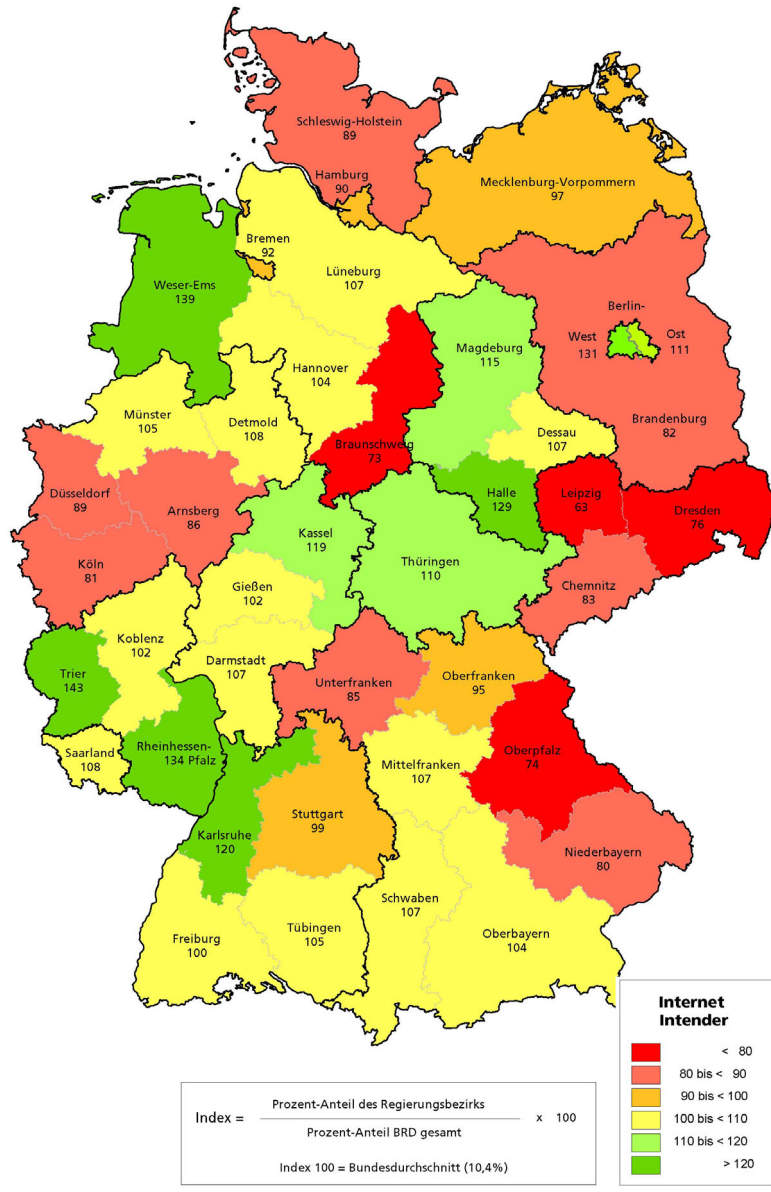 Schleswig-Holstein
89
Hamburg
90
Mecklenburg-Vorpommern
97
Bremen
92
Lüneburg
107
Weser-Ems
139
Berlin-
West
131
Ost
111
Magdeburg
115
Hannover
104
Münster
105
Detmold
108
Braunschweig
73
Dessau
107
Brandenburg
82
Düsseldorf
89
Arnsberg
86
Halle
129
Leipzig
63
Dresden
76
Kassel
119
Thüringen
110
Köln
81
Gießen
102
Chemnitz
83
Koblenz
102
Darmstadt
107
Trier
143
Unterfranken
85
Oberfranken
95
Saarland
108
Rheinhessen-
134 Pfalz
Mittelfranken
107
Oberpfalz
74
Stuttgart
99
Karlsruhe
120
Niederbayern
80
Schwaben
107
Freiburg
100
Tübingen
105
Oberbayern
104
Internet
Intender
< 80
80 bis < 90
90 bis < 100
100 bis < 110
110 bis < 120
> 120
Prozent-Anteil des Regierungsbezirks
Index = x 100
Prozent-Anteil BRD gesamt
Index 100 = Bundesdurchschnitt (10,4%)